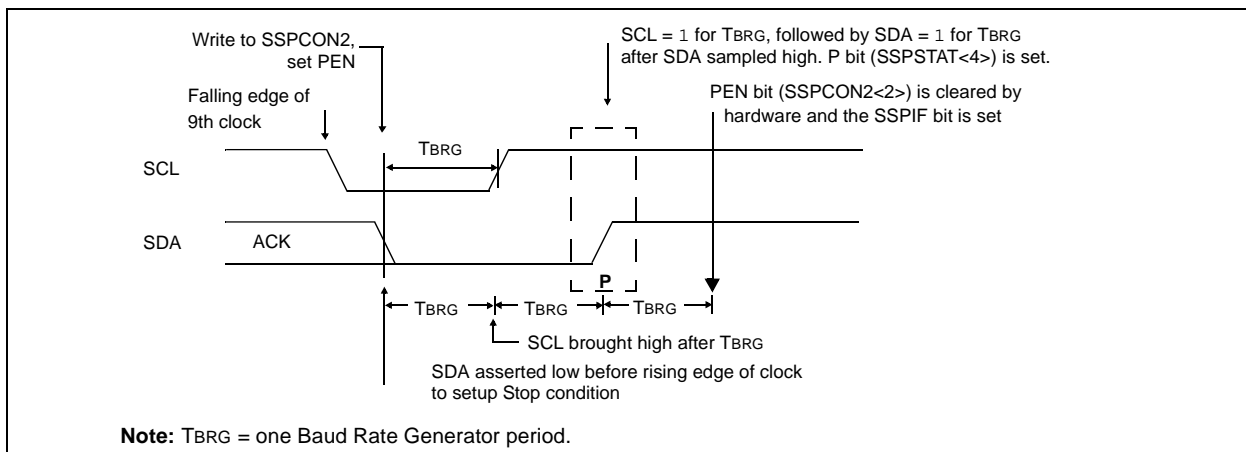 Write to SSPCON2,
set PEN
SCL = 1 for TBRG, followed by SDA = 1 for TBRG
after SDA sampled high. P bit (SSPSTAT<4>) is set.
Falling edge of
9th clock
PEN bit (SSPCON2<2>) is cleared by
hardware and the SSPIF bit is set
TBRG
SCL
SDA
ACK
P
TBRG
TBRG
TBRG
SCL brought high after TBRG
SDA asserted low before rising edge of clock
to setup Stop condition
Note: TBRG = one Baud Rate Generator period.